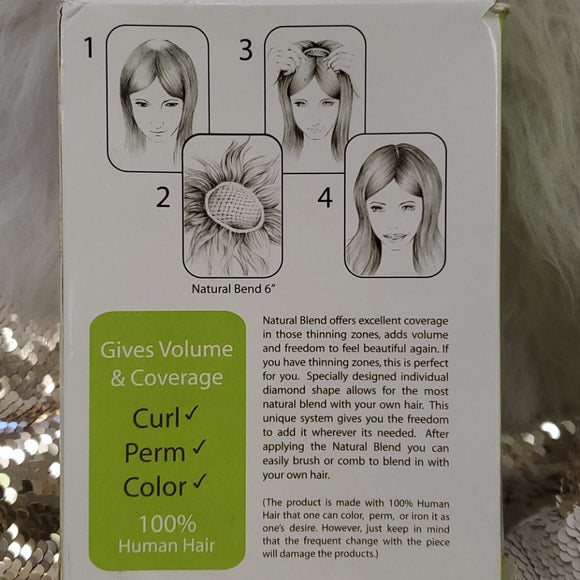 1
3
2
4
Natural Bend 6"
Gives Volume
& Coverage
Curl ✓
Perm ✓
Color ✓
100%
Human Hair
Natural Blend offers excellent coverage
in those thinning zones, adds volume
and freedom to feel beautiful again. If
you have thinning zones, this is perfect
for you. Specially designed individual
diamond shape allows for the most
natural blend with your own hair. This
unique system gives you the freedom
to add it wherever its needed. After
applying the Natural Blend you can
easily brush or comb to blend in with
your own hair.
(The product is made with 100% Human
Hair that one can color, perm, or iron it as
one's desire. However, just keep in mind
that the frequent change with the piece
will damage the products.)